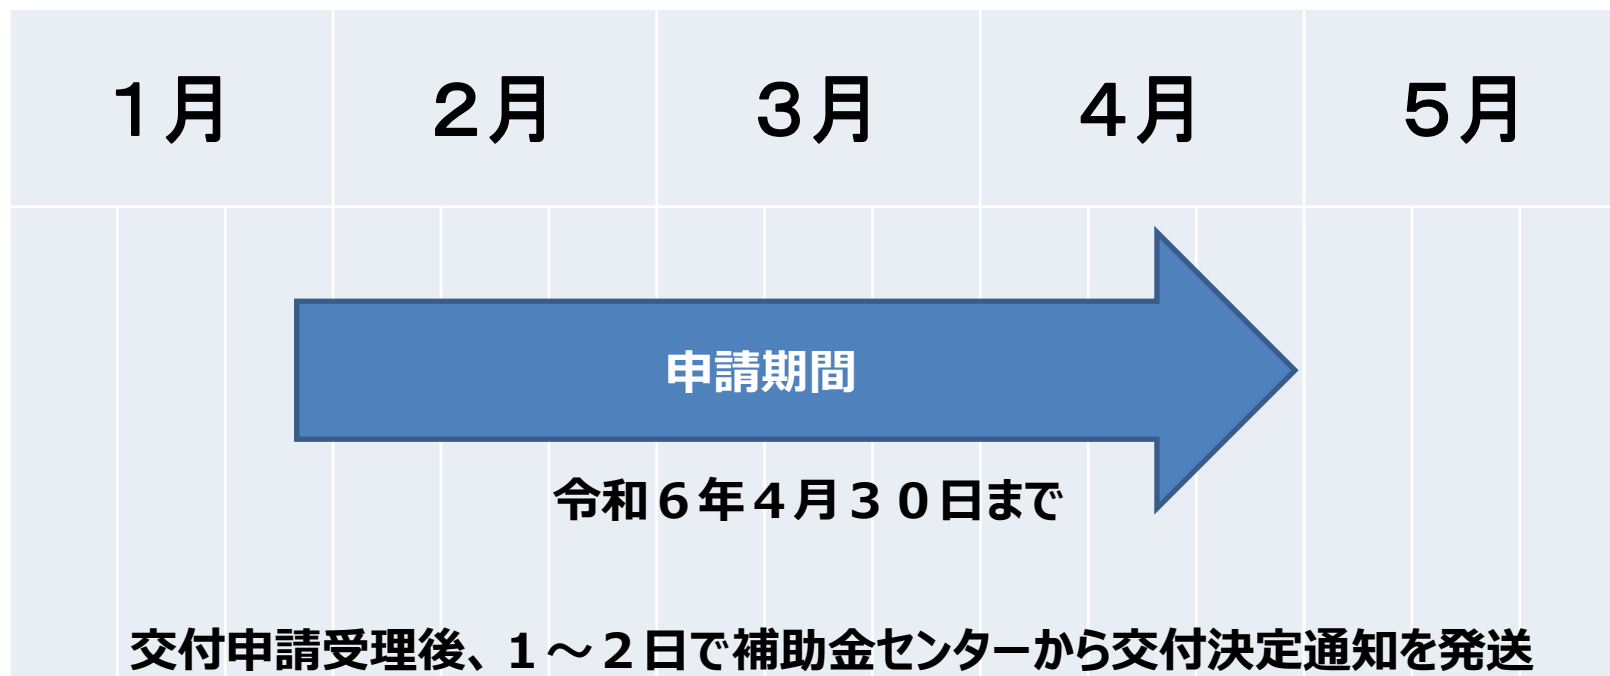 １月 ２月 ３月 ４月 ５月
申請期間
令和６年４月３０日まで
交付申請受理後、１～２日で補助金センターから交付決定通知を発送